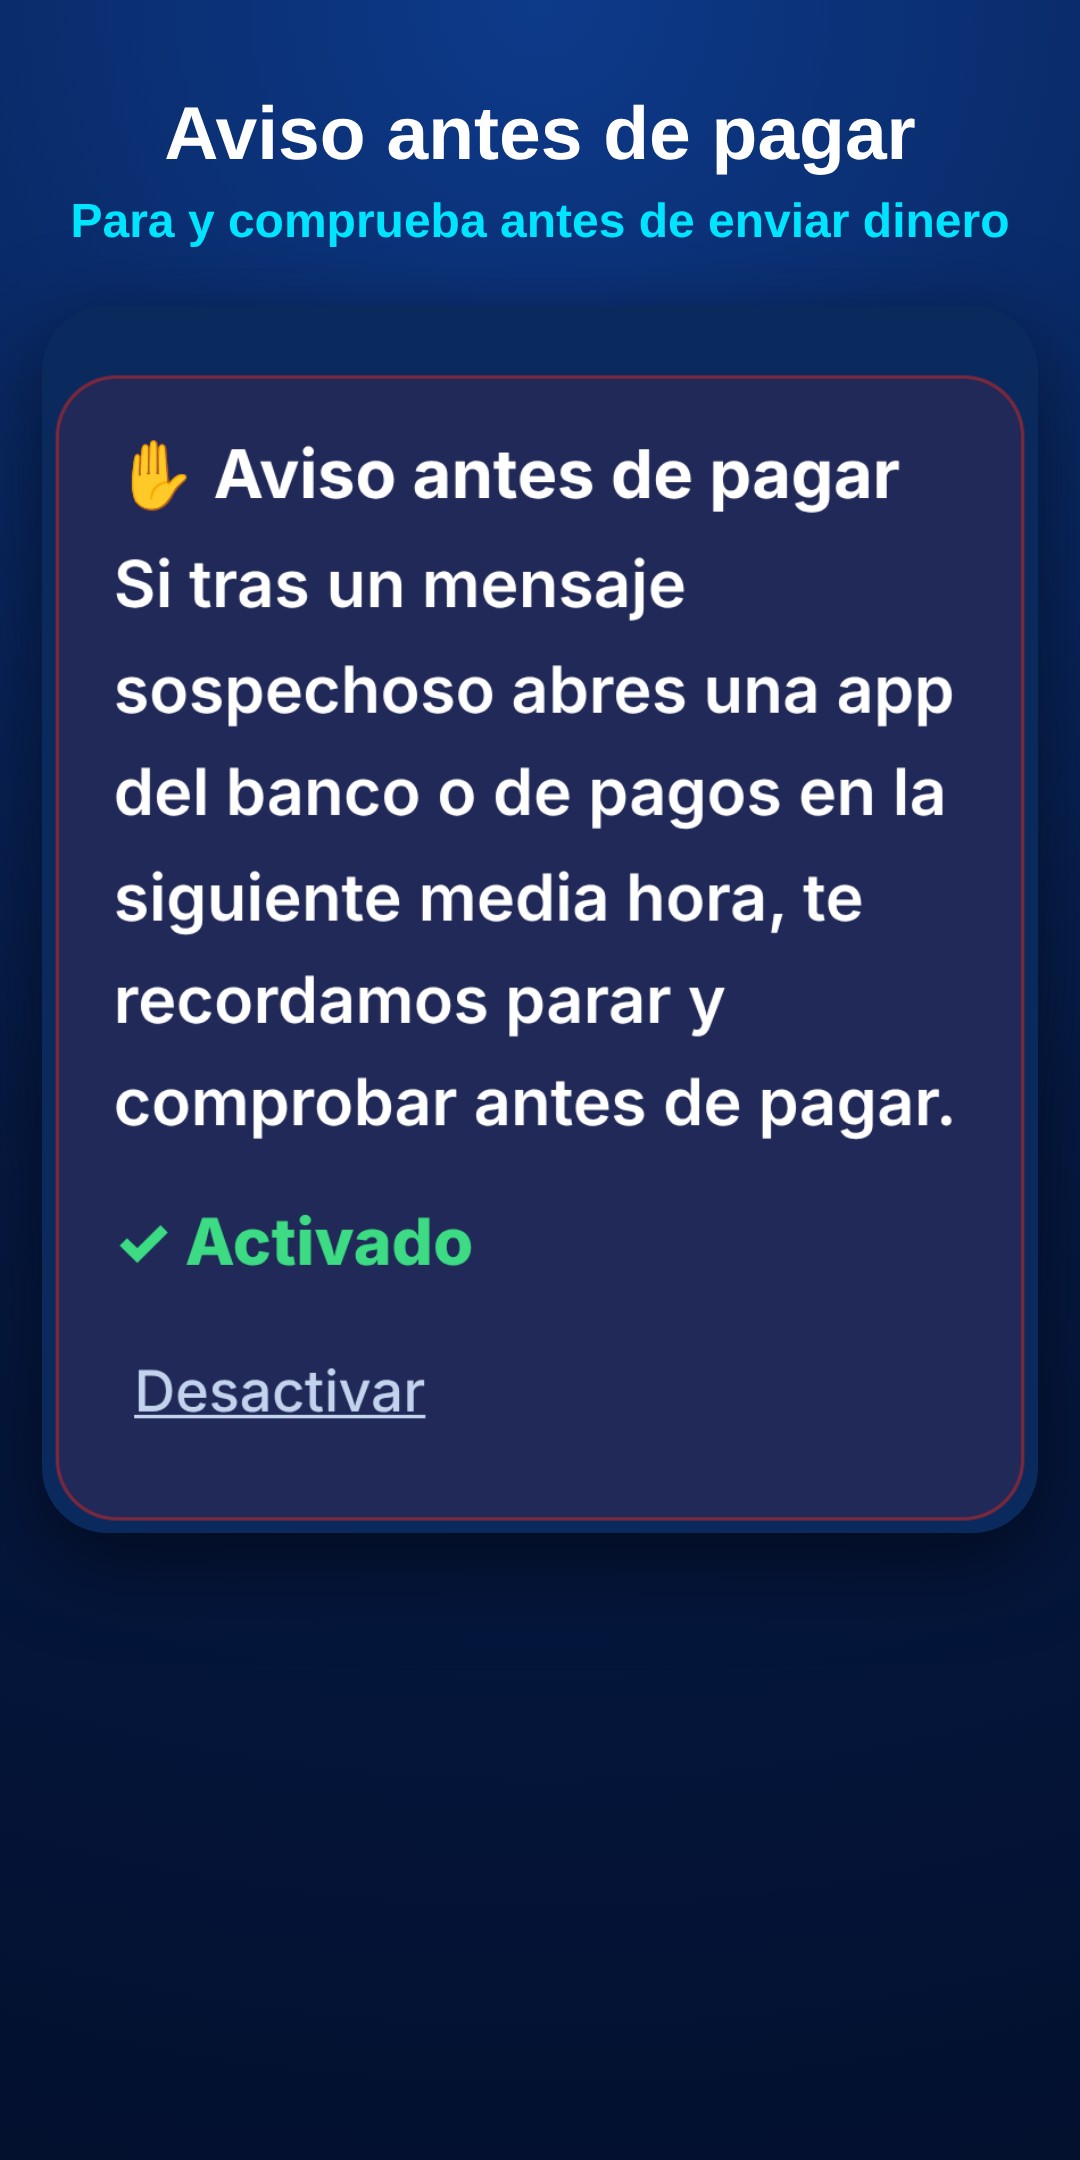 Aviso antes de pagar
Para y comprueba antes de enviar dinero
✋ Aviso antes de pagar
Si tras un mensaje
sospechoso abres una app
del banco o de pagos en la
siguiente media hora, te
recordamos parar y
comprobar antes de pagar.
✓ Activado
Desactivar